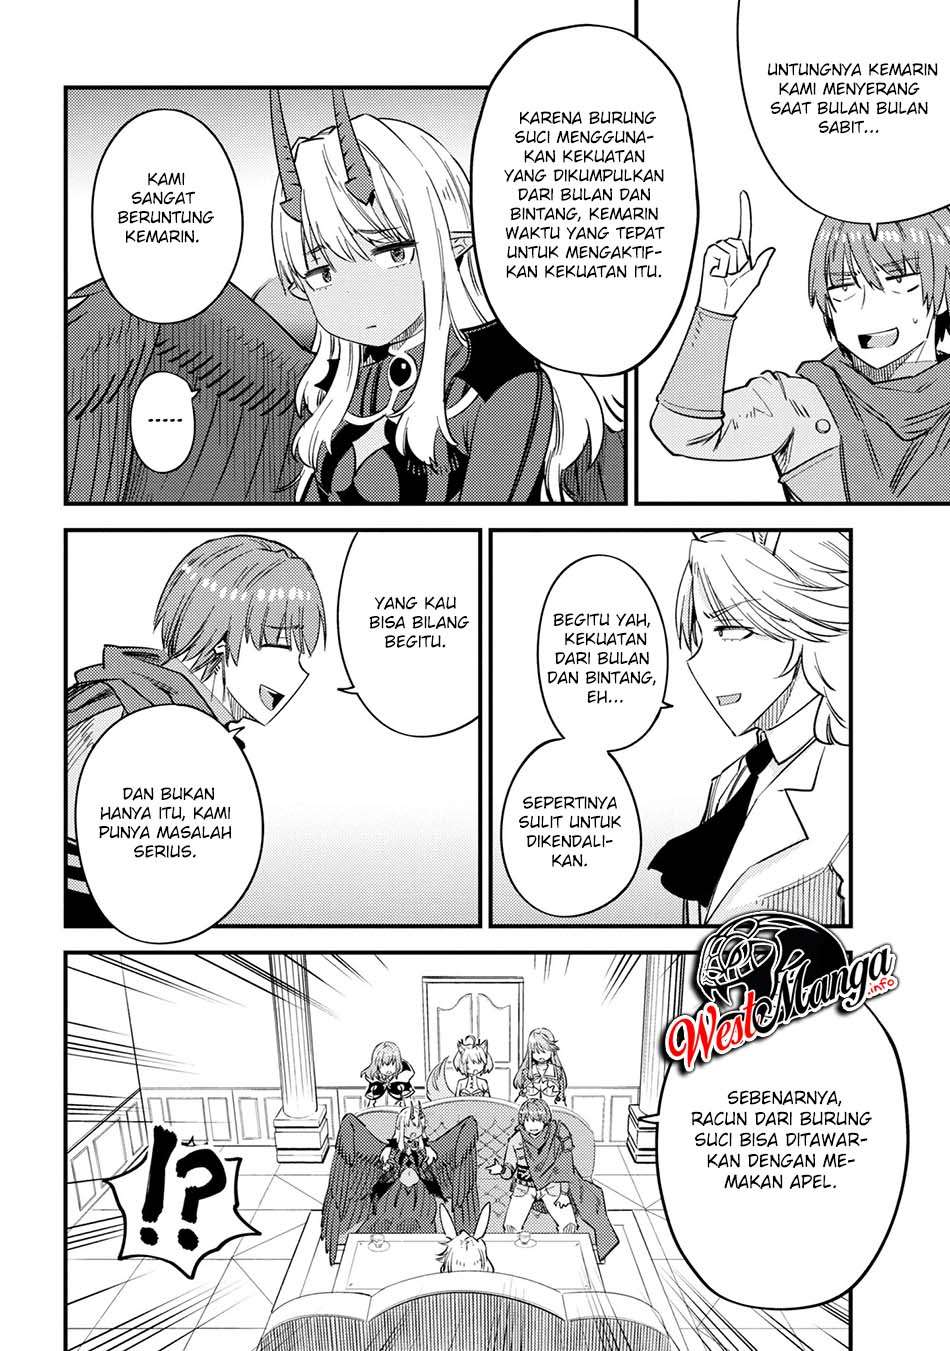 UNTUNGNYA KEMARIN
KAMI MENYERANG
SAAT BULAN BULAN
SABIT...
KARENA BURUNG
SUCI MENGGUNA-
KAN KEKUATAN
YANG DIKUMPULKAN
DARI BULAN DAN
BINTANG, KEMARIN
WAKTU YANG TEPAT
UNTUK MENGAKTIF-
KAN KEKUATAN ITU.
KAMI
SANGAT
BERUNTUNG
KEMARIN.
------
BEGITU YAH,
KEKUATAN
DARI BULAN
DAN BINTANG,
EH...
SEPERTINYA
SULIT UNTUK
DIKENDALI-
KAN.
YANG KAU
BISA BILANG
BEGITU.
DAN BUKAN
HANYA ITU, KAMI
PUNYA MASALAH
SERIUS.
WestManga
.info
SEBENARNYA,
RACUN DARI BURUNG
SUCI BISA DITAWAR-
KAN DENGAN ME-
MAKAN APEL.
!?